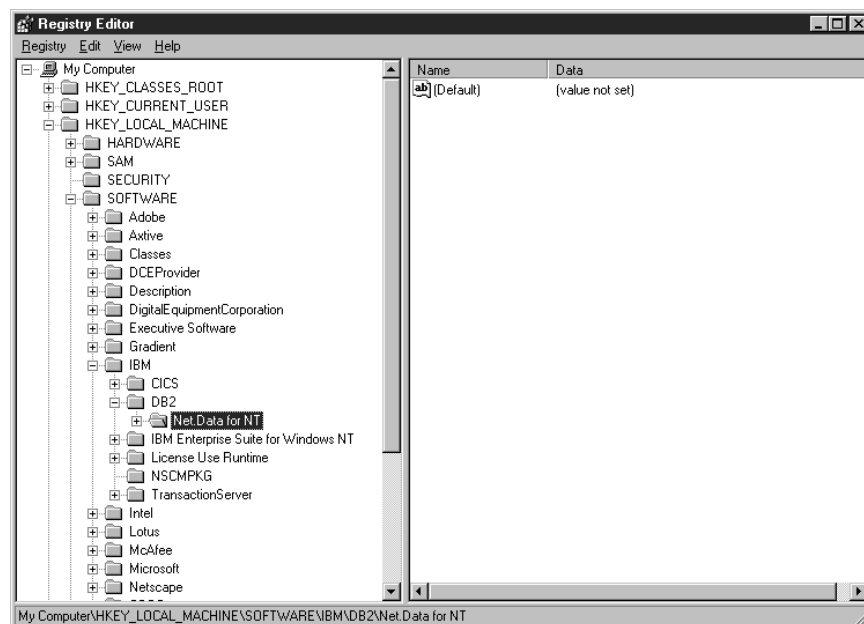 Registry Editor
Registry Edit View Help
My Computer
HKEY_CLASSES_ROOT
HKEY_CURRENT_USER
HKEY_LOCAL_MACHINE
HARDWARE
SAM
SECURITY
SOFTWARE
Adobe
Axtive
Classes
DCEProvider
Description
DigitalEquipmentCorporation
Executive Software
Gradient
IBM
CICS
DB2
Net.Data for NT
IBM Enterprise Suite for Windows NT
License Use Runtime
NSCMPKG
TransactionServer
Intel
Lotus
McAfee
Microsoft
Netscape
Name Data
ab (Default) (value not set)
My Computer\HKEY_LOCAL_MACHINE\SOFTWARE\IBM\DB2\Net.Data for NT